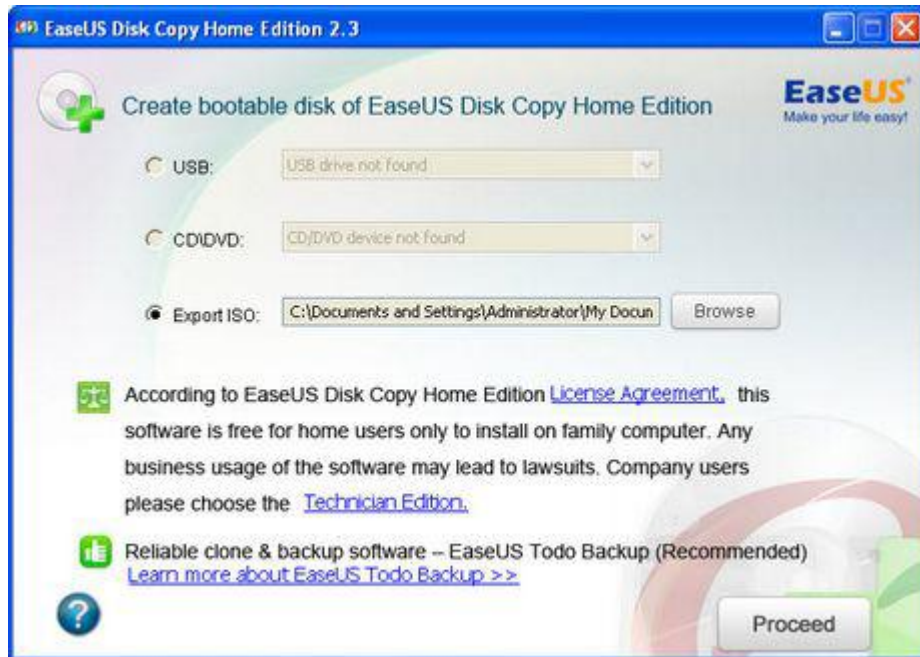 EaseUS Disk Copy Home Edition 2.3
Create bootable disk of EaseUS Disk Copy Home Edition
EaseUS
Make your life easy!
USB: USB drive not found
CD\DVD: CD/DVD device not found
Export ISO: C:\Documents and Settings\Administrator\My Docun Browse
According to EaseUS Disk Copy Home Edition License Agreement, this
software is free for home users only to install on family computer. Any
business usage of the software may lead to lawsuits. Company users
please choose the Technician Edition.
Reliable clone & backup software – EaseUS Todo Backup (Recommended)
Learn more about EaseUS Todo Backup >>
?
Proceed